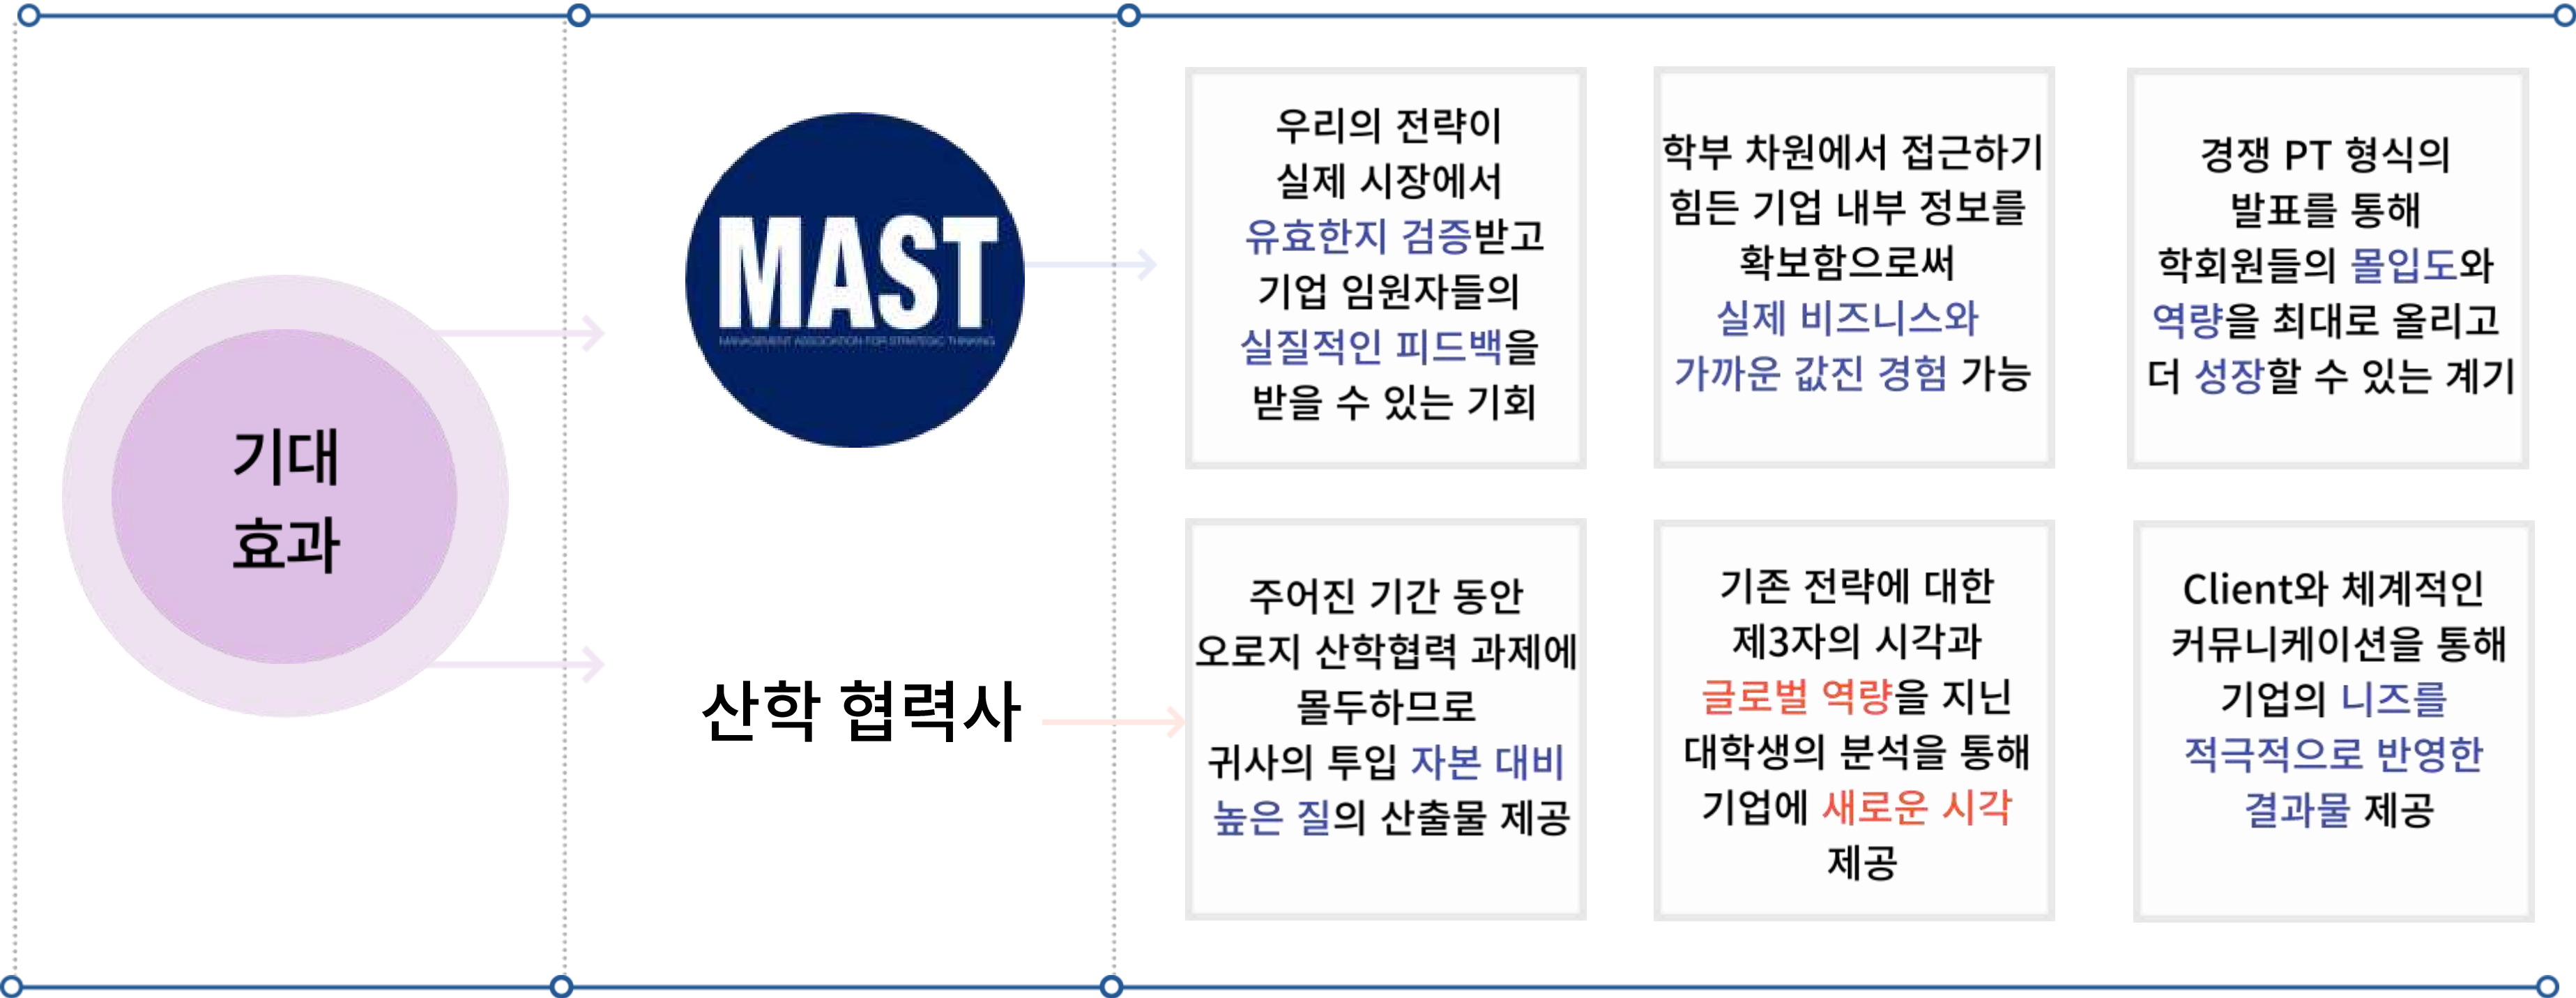 기대
효과
MAST
MANAGEMENT ASSOCIATION FOR STRATEGIC THINKING
우리의 전략이
실제 시장에서
유효한지 검증받고
기업 임원자들의
실질적인 피드백을
받을 수 있는 기회
학부 차원에서 접근하기
힘든 기업 내부 정보를
확보함으로써
실제 비즈니스와
가까운 값진 경험 가능
경쟁 PT 형식의
발표를 통해
학회원들의 몰입도와
역량을 최대로 올리고
더 성장할 수 있는 계기
산학 협력사
주어진 기간 동안
오로지 산학협력 과제에
몰두하므로
귀사의 투입 자본 대비
높은 질의 산출물 제공
기존 전략에 대한
제3자의 시각과
글로벌 역량을 지닌
대학생의 분석을 통해
기업에 새로운 시각
제공
Client와 체계적인
커뮤니케이션을 통해
기업의 니즈를
적극적으로 반영한
결과물 제공